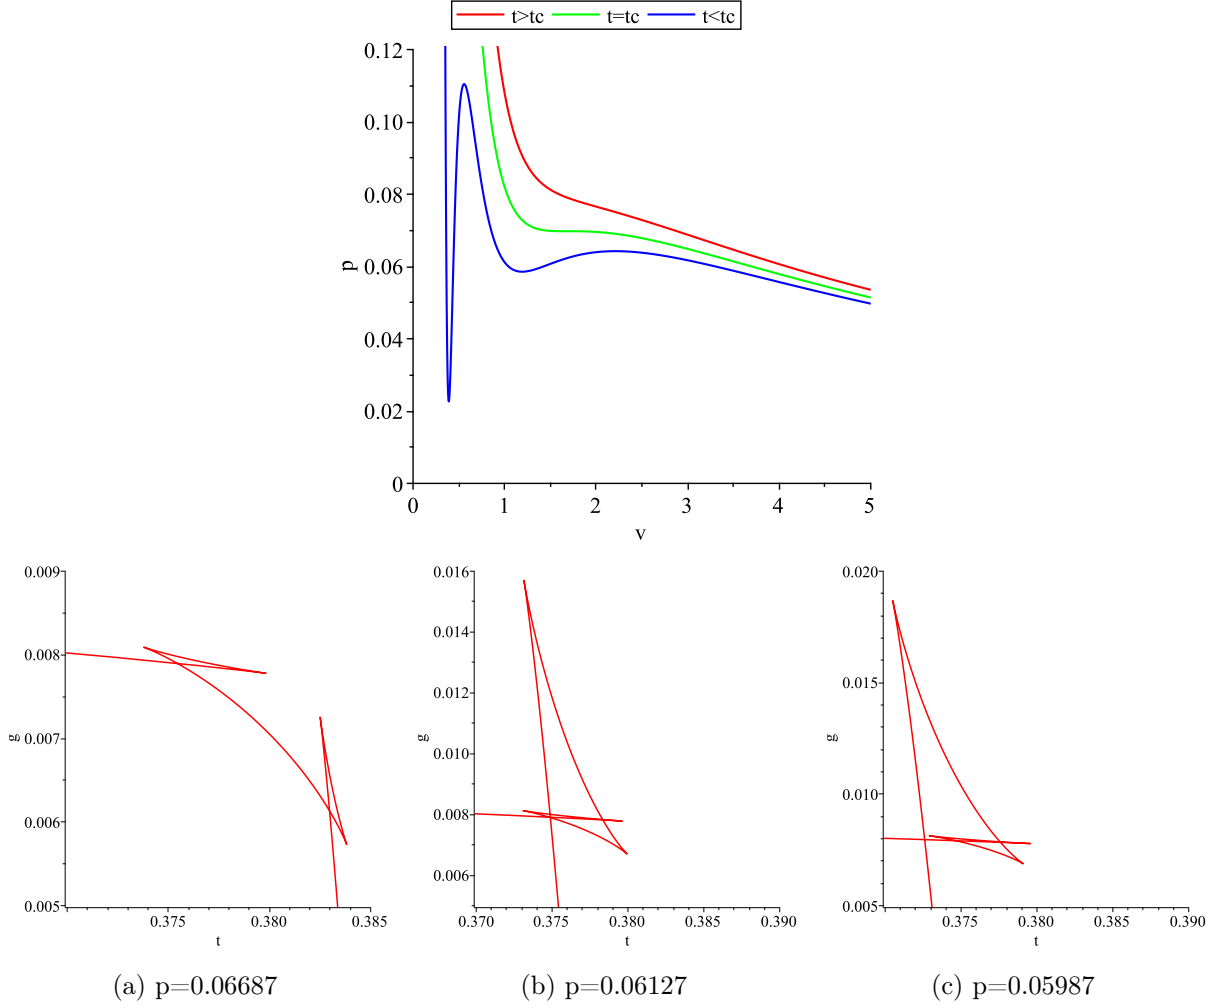 t>tc t=tc t<tc
0.12
0.10
0.08
0.06
0.04
0.02
0
p
0 1 2 3 4 5
v
0.009
0.008
0.007
0.006
0.005
g
0.375 0.380 0.385
t
(a) p=0.06687
0.016
0.014
0.012
0.010
0.008
0.006
g
0.370 0.375 0.380 0.385 0.390
t
(b) p=0.06127
0.020
0.015
0.010
0.005
g
0.375 0.380 0.385 0.390
t
(c) p=0.05987